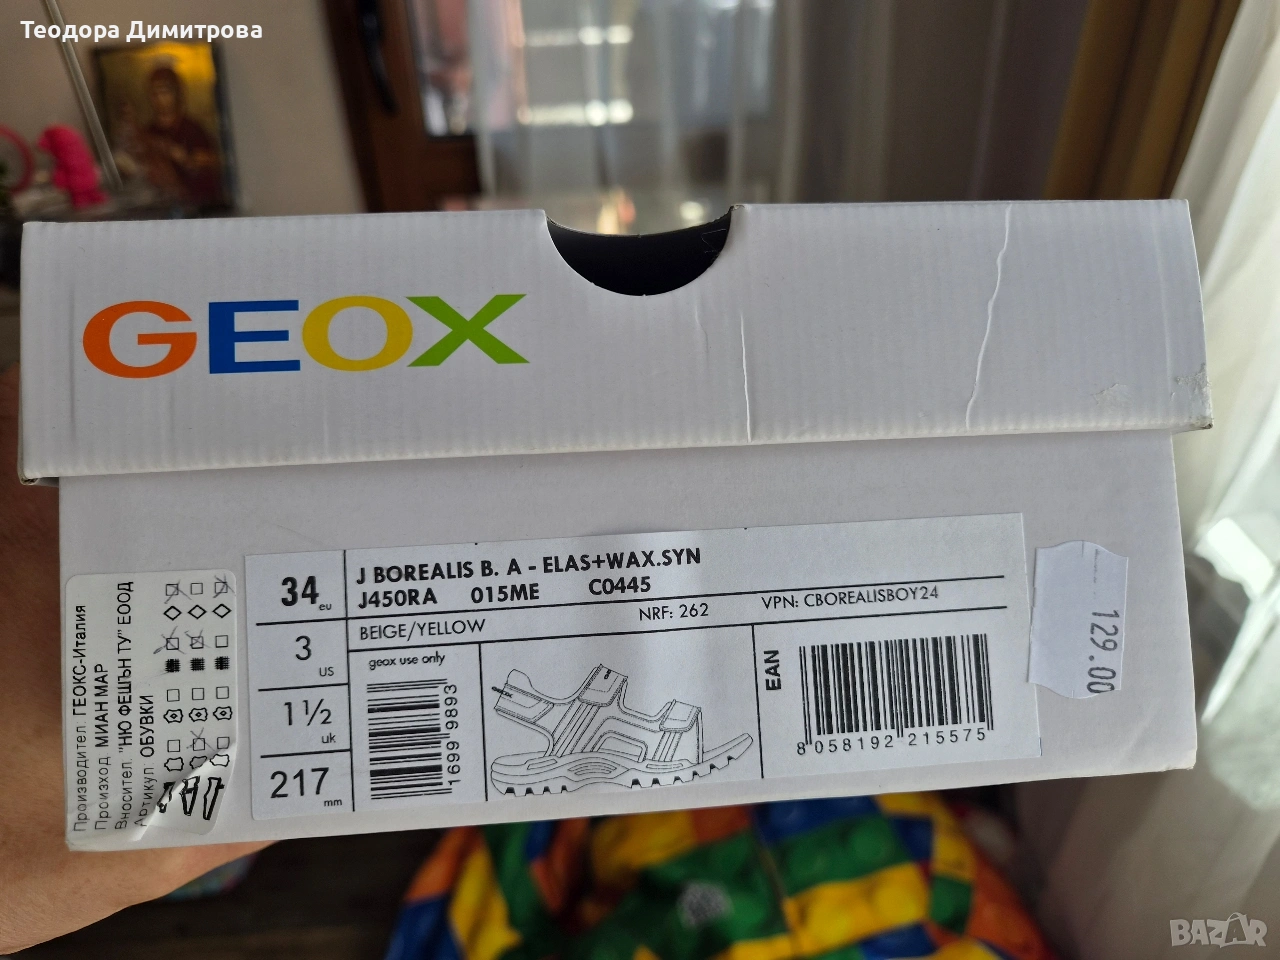 Теодора Димитрова
GEOX
34 eu
3 US
1 ½ uk
217 mm
J BOREALIS B. A - ELAS+WAX.SYN
J450RA 015ME C0445
NRF: 262 VPN: CBOREALISBOY24
BEIGE/YELLOW
geox use only
1699 9893
EAN
8 058192 215575
129.00
Производител. ГЕОКС-Италия
Произход МИАН МАР
Вносител. "НЮ ФЕШЪН ТУ" ЕООД
Артикул. ОБУВКИ
BAZAR